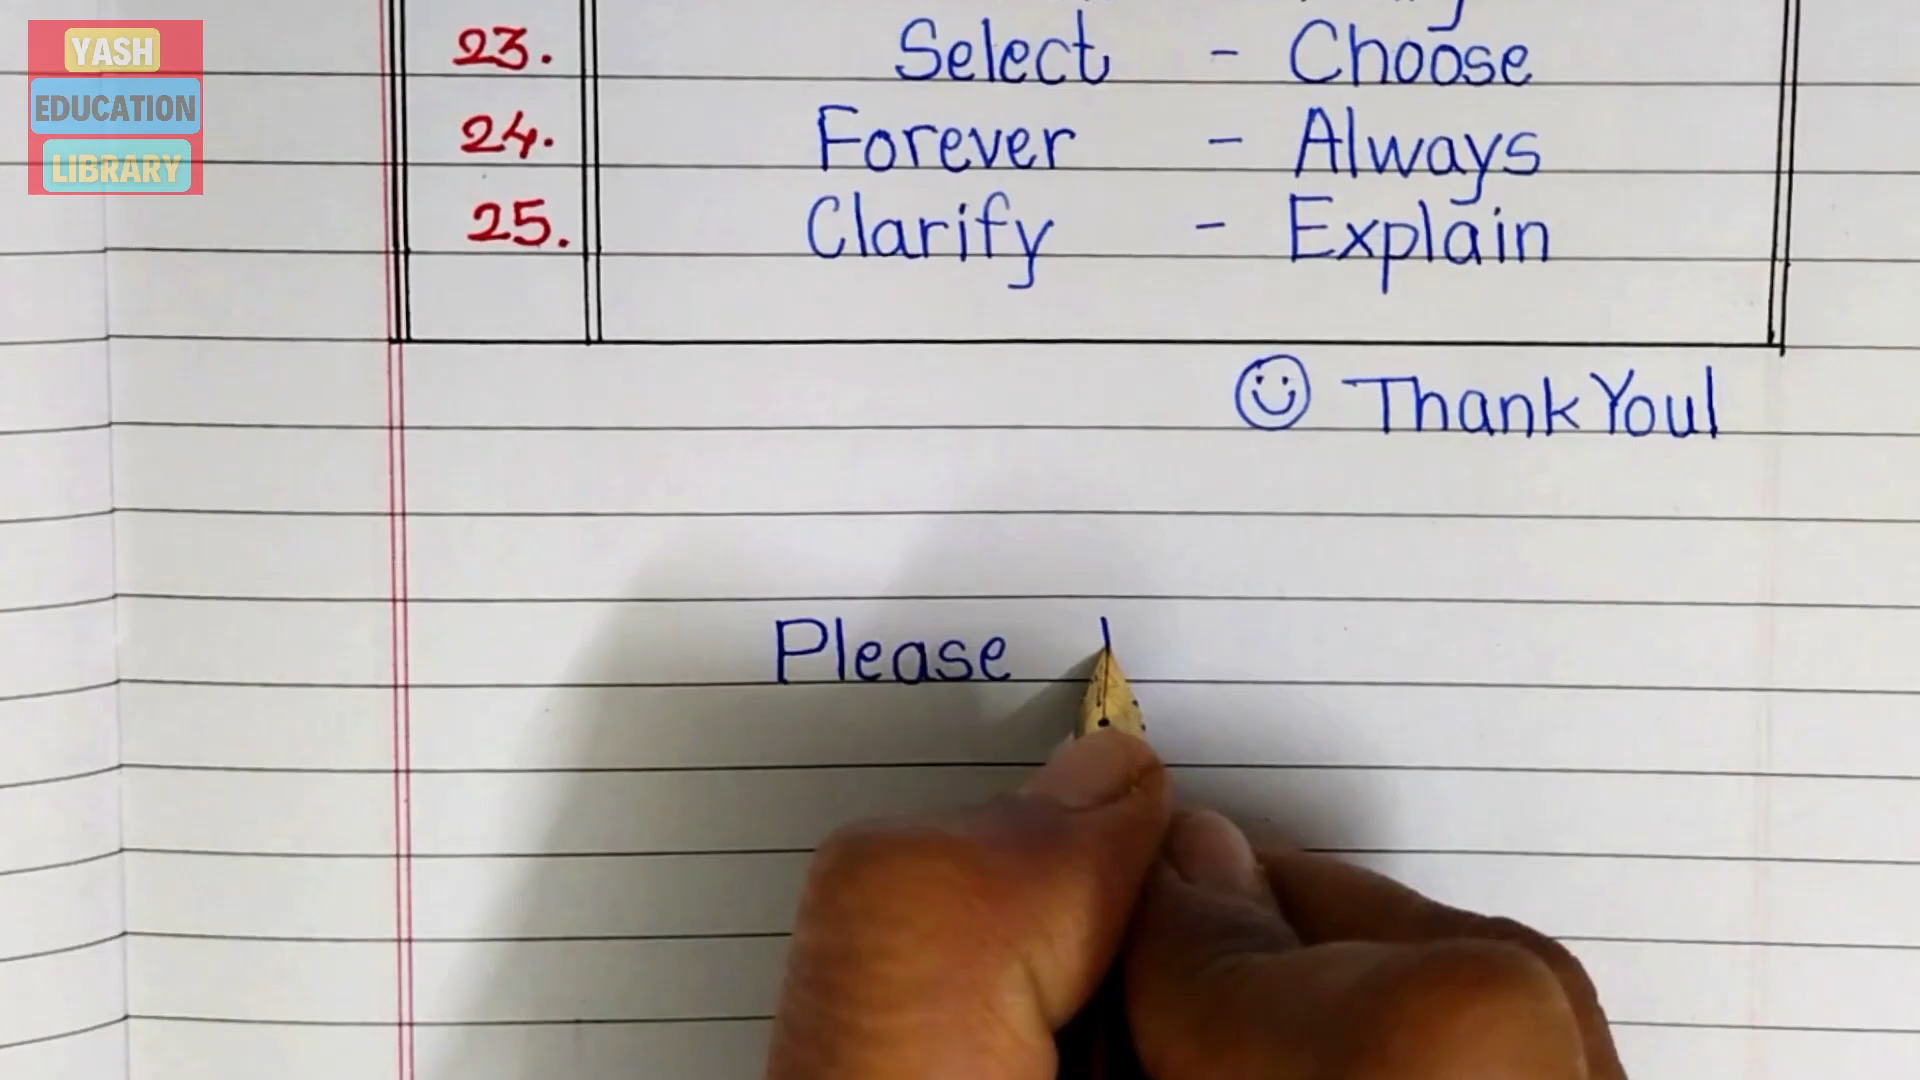 YASH
EDUCATION
LIBRARY
23. Select - Choose
24. Forever - Always
25. Clarify - Explain
Thank You!
Please